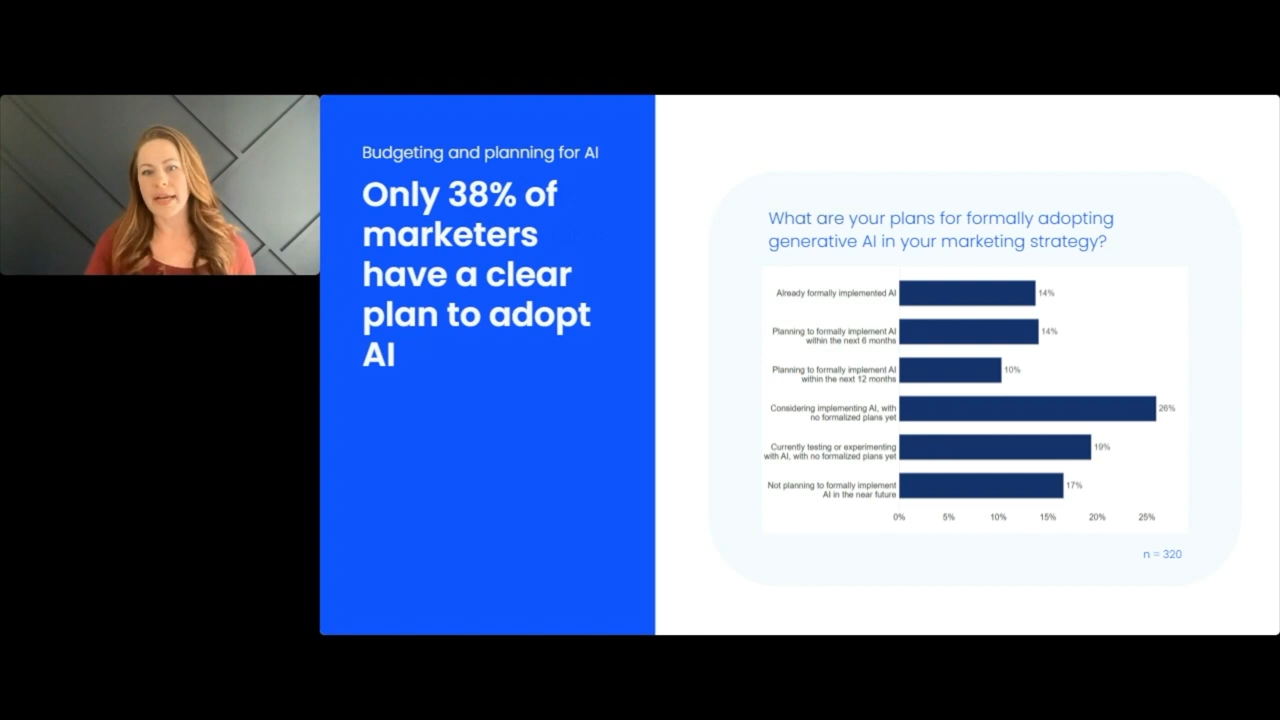 Budgeting and planning for AI
Only 38% of
marketers
have a clear
plan to adopt
AI
What are your plans for formally adopting
generative AI in your marketing strategy?
Already formally implemented AI
14%
Planning to formally implement AI
within the next 6 months
14%
Planning to formally implement AI
within the next 12 months
10%
Considering implementing AI, with
no formalized plans yet
26%
Currently testing or experimenting
with AI, with no formalized plans yet
19%
Not planning to formally implement
AI in the near future
17%
0% 5% 10% 15% 20% 25%
n = 320